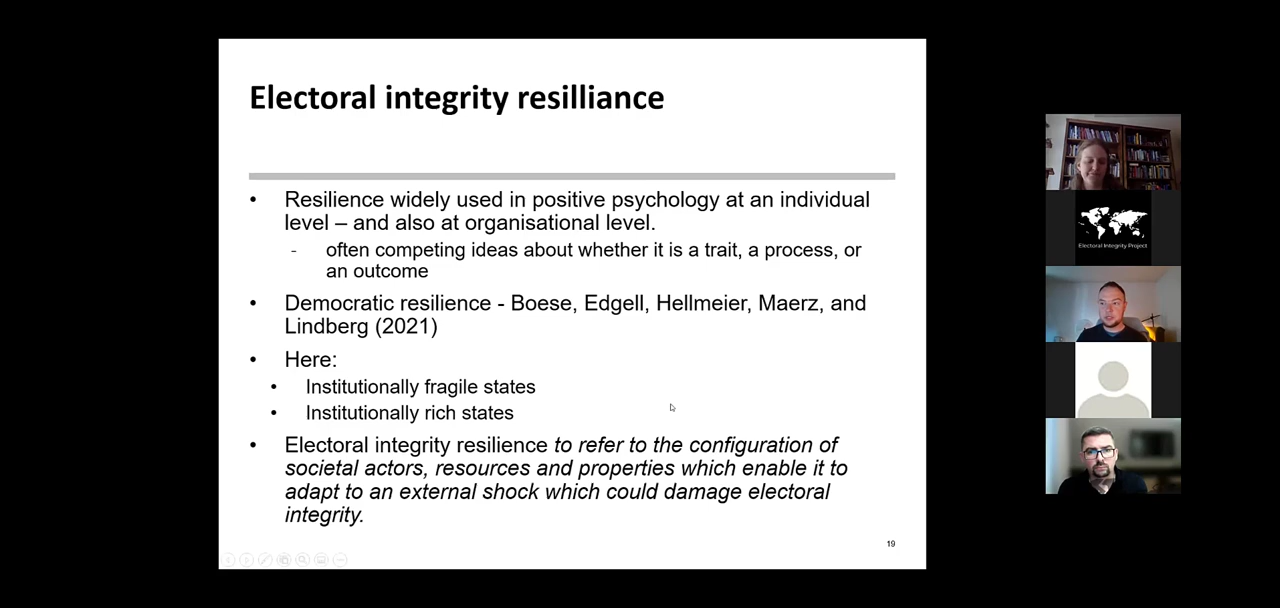 Electoral integrity resilliance
• Resilience widely used in positive psychology at an individual
level – and also at organisational level.
- often competing ideas about whether it is a trait, a process, or
an outcome
• Democratic resilience - Boese, Edgell, Hellmeier, Maerz, and
Lindberg (2021)
• Here:
• Institutionally fragile states
• Institutionally rich states
• Electoral integrity resilience to refer to the configuration of
societal actors, resources and properties which enable it to
adapt to an external shock which could damage electoral
integrity.
19
Electoral Integrity Project